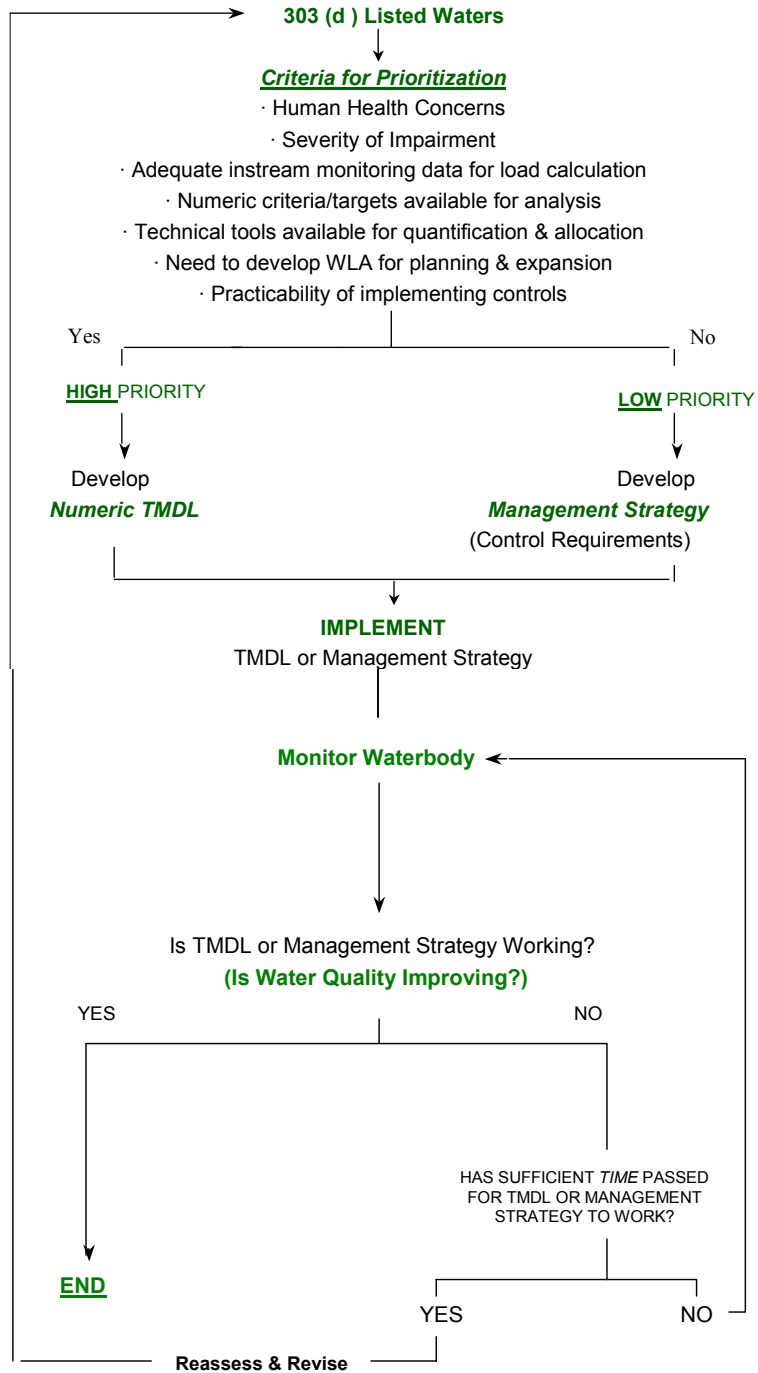 303 (d ) Listed Waters
Criteria for Prioritization
· Human Health Concerns
· Severity of Impairment
· Adequate instream monitoring data for load calculation
· Numeric criteria/targets available for analysis
· Technical tools available for quantification & allocation
· Need to develop WLA for planning & expansion
· Practicability of implementing controls
Yes
No
HIGH PRIORITY
LOW PRIORITY
Develop
Numeric TMDL
Develop
Management Strategy
(Control Requirements)
IMPLEMENT
TMDL or Management Strategy
Monitor Waterbody
Is TMDL or Management Strategy Working?
(Is Water Quality Improving?)
YES
NO
HAS SUFFICIENT TIME PASSED
FOR TMDL OR MANAGEMENT
STRATEGY TO WORK?
END
YES
NO
Reassess & Revise